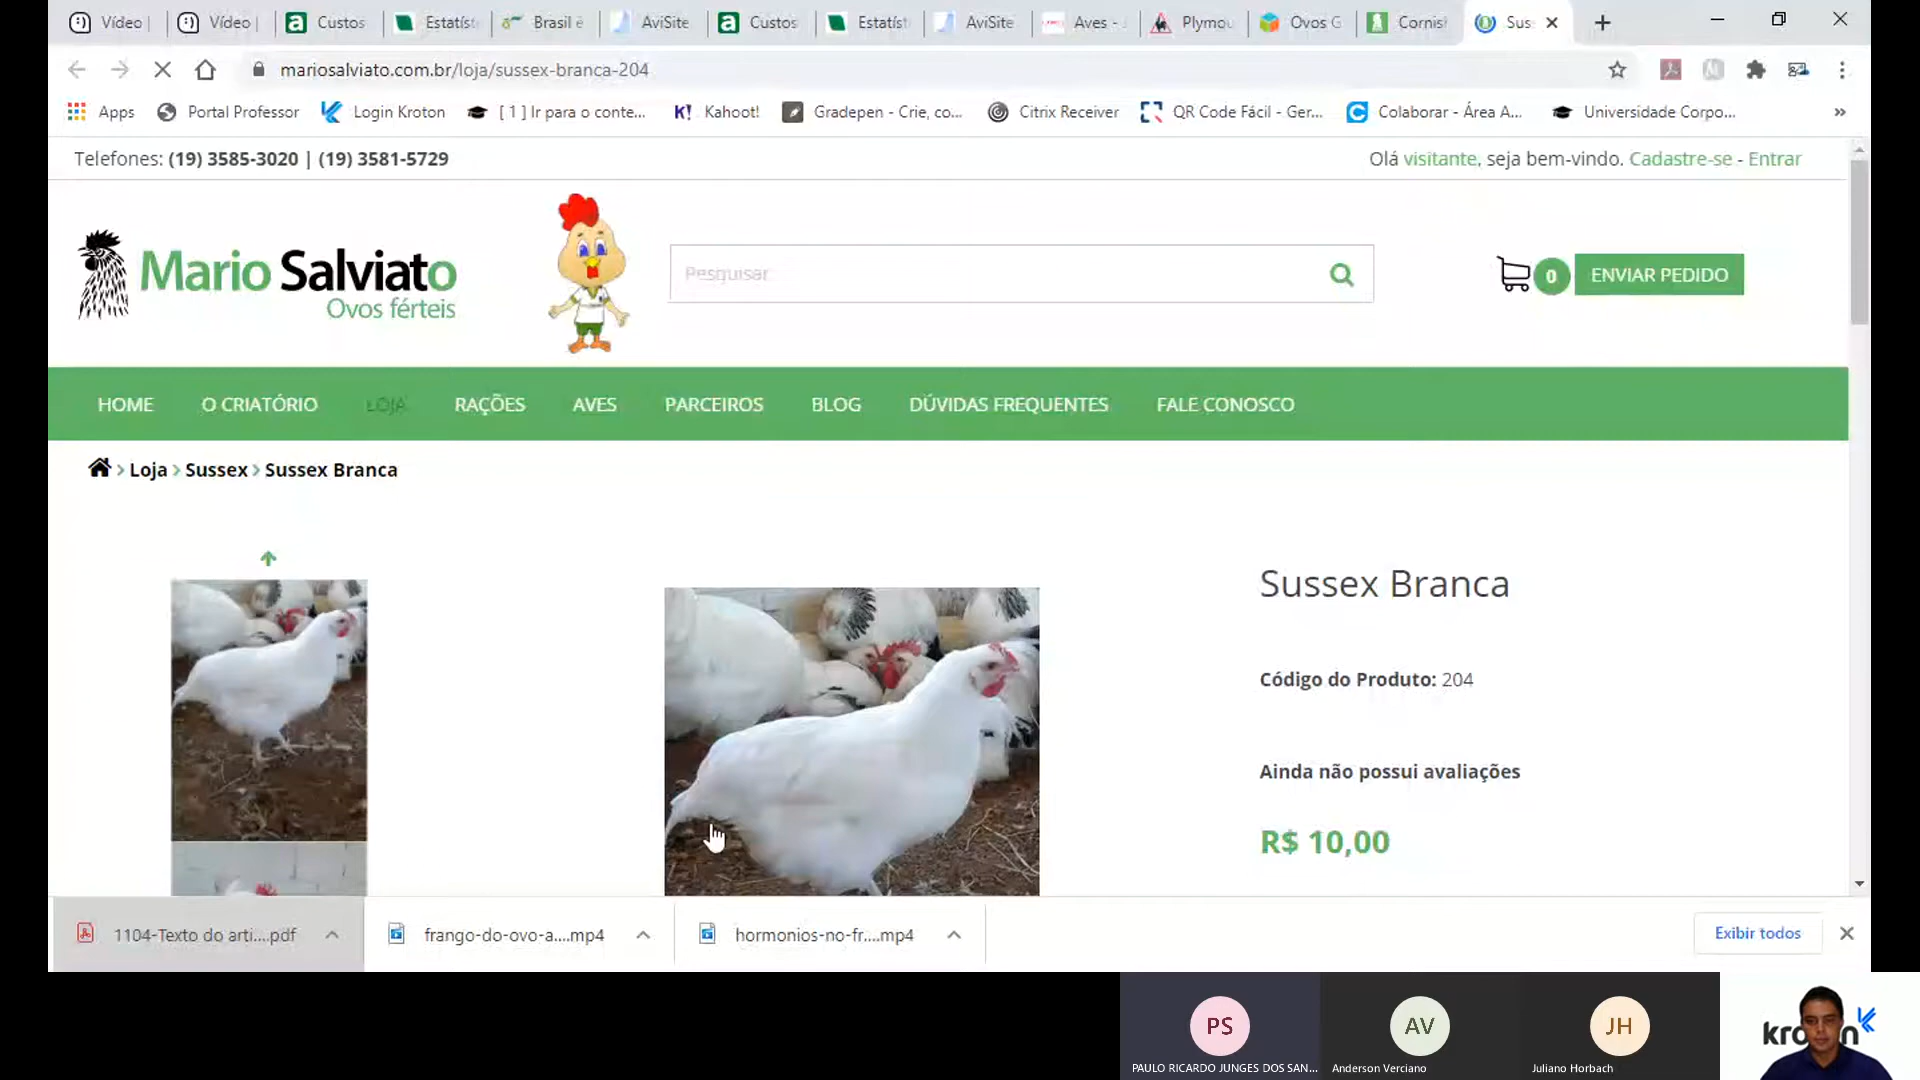 Vídeo
Vídeo
Custos
Estatíst
Brasil é
AviSite
Custos
Estatíst
AviSite
Aves -
Plymou
Ovos G
Cornis
Sus
mariosalviato.com.br/loja/sussex-branca-204
Apps
Portal Professor
Login Kroton
[ 1 ] Ir para o conte...
K! Kahoot!
Gradepen - Crie, co...
Citrix Receiver
QR Code Fácil - Ger...
Colaborar - Área A...
Universidade Corpo...
»
Telefones: (19) 3585-3020 | (19) 3581-5729
Olá visitante, seja bem-vindo. Cadastre-se - Entrar
Mario Salviato
Ovos férteis
Pesquisar
0
ENVIAR PEDIDO
HOME
O CRIATÓRIO
LOJA
RAÇÕES
AVES
PARCEIROS
BLOG
DÚVIDAS FREQUENTES
FALE CONOSCO
> Loja > Sussex > Sussex Branca
Sussex Branca
Código do Produto: 204
Ainda não possui avaliações
R$ 10,00
1104-Texto do arti....pdf
frango-do-ovo-a....mp4
hormonios-no-fr....mp4
Exibir todos
PS
AV
JH
PAULO RICARDO JUNGES DOS SAN...
Anderson Verciano
Juliano Horbach